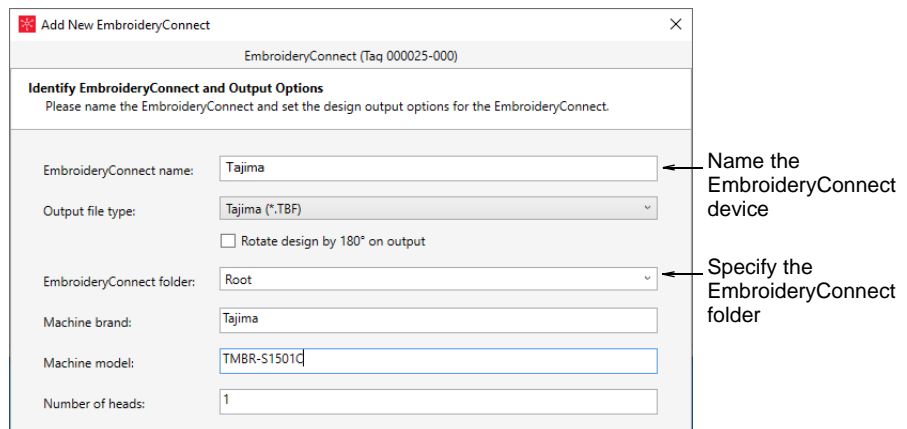 Add New EmbroideryConnect
EmbroideryConnect (Tag 000025-000)
Identify EmbroideryConnect and Output Options
Please name the EmbroideryConnect and set the design output options for the EmbroideryConnect.
EmbroideryConnect name: Tajima
Output file type: Tajima (*.TBF)
Rotate design by 180° on output
EmbroideryConnect folder: Root
Machine brand: Tajima
Machine model: TMBR-S1501C
Number of heads: 1
Name the
EmbroideryConnect
device
Specify the
EmbroideryConnect
folder